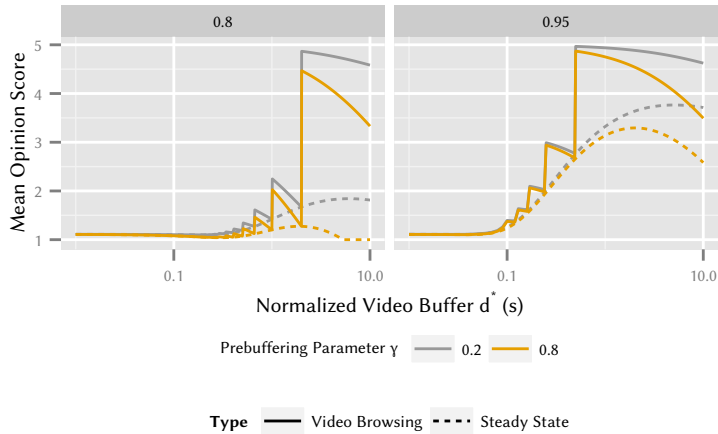 0.8 0.95
Mean Opinion Score
5
4
3
2
1
0.1 10.0 0.1 10.0
Normalized Video Buffer d* (s)
Prebuffering Parameter γ 0.2 0.8
Type Video Browsing Steady State